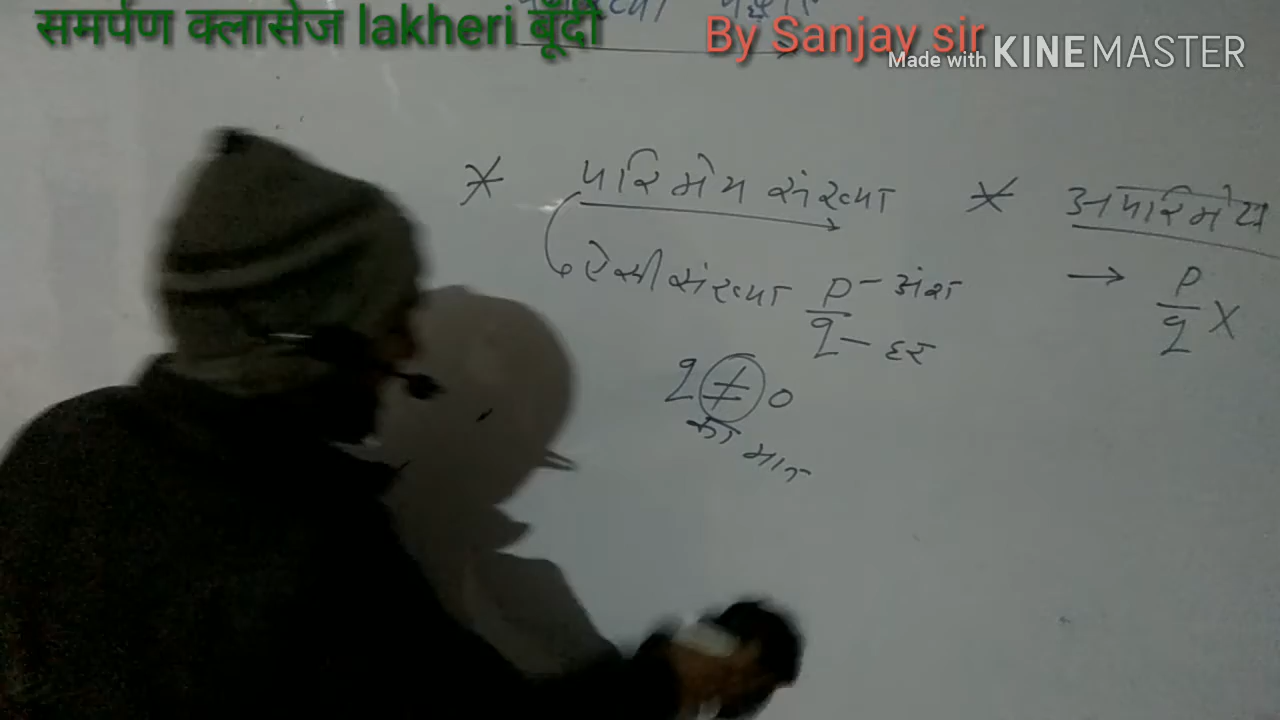 समर्पण क्लासेज lakheri बूँदी By Sanjay sir
Made with KINEMASTER
* परिमेय संख्या * अपरिमेय
ऐसी संख्या p/q - अंश - हर → p/q X
q ≠ 0
का मान